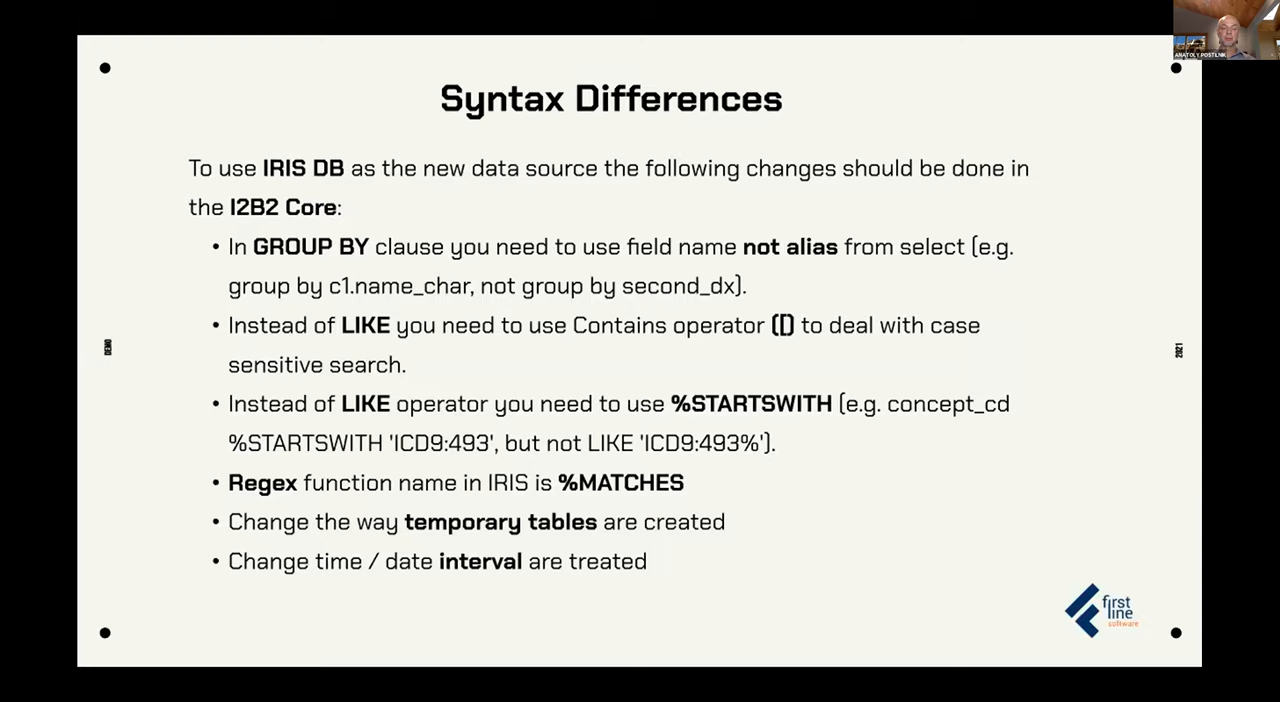 ANATOLY POSTILNIK
Syntax Differences
To use IRIS DB as the new data source the following changes should be done in
the I2B2 Core:
• In GROUP BY clause you need to use field name not alias from select (e.g.
group by c1.name_char, not group by second_dx).
• Instead of LIKE you need to use Contains operator ([) to deal with case
sensitive search.
• Instead of LIKE operator you need to use %STARTSWITH (e.g. concept_cd
%STARTSWITH 'ICD9:493', but not LIKE 'ICD9:493%').
• Regex function name in IRIS is %MATCHES
• Change the way temporary tables are created
• Change time / date interval are treated
DEMO
2021
first
line
software